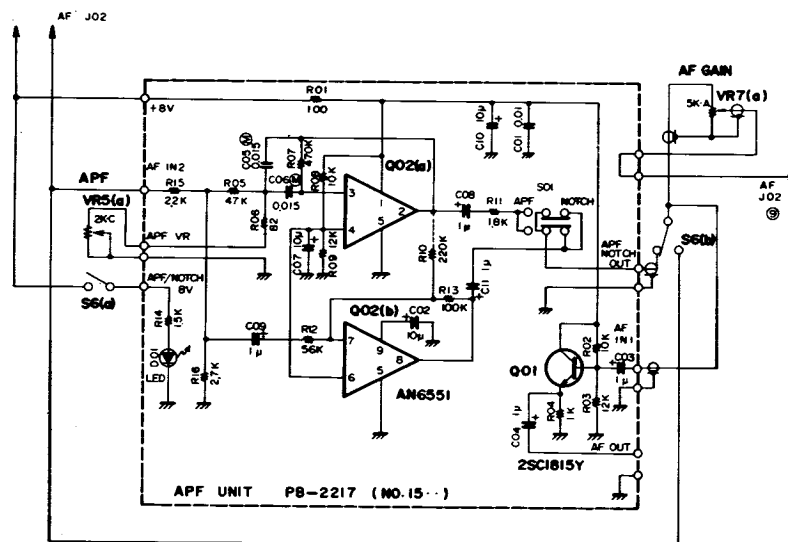 AF J02
AF GAIN
VR7(a)
5K·A
+8V
R01
100
C05 Ⓜ
0.015
R07
470K
C06 Ⓜ
0.015
R08
10K
Q02(a)
C10 10μ
C01 0.01
APF
AF IN2
R15
22K
R05
47K
VR5(a)
2K·C
APF VR
R06
82
C07 10μ
R09
12K
3
4
1
5
2
C08
1μ
R11
1.8K
APF
S01
NOTCH
AF
J02
⑨
S6(b)
APF
NOTCH
OUT
APF/NOTCH
8V
S6(a)
R10
220K
R13
100K
C11 1μ
R14
1.5K
D01
LED
R16
2.7K
C09
1μ
R12
56K
Q02(b)
C02
10μ
7
6
9
5
8
AN6551
Q01
R02
10K
AF
IN1
C03
1μ
R03
12K
R04
1K
C04 1μ
AF OUT
2SC1815Y
APF UNIT PB-2217 (NO.15··)